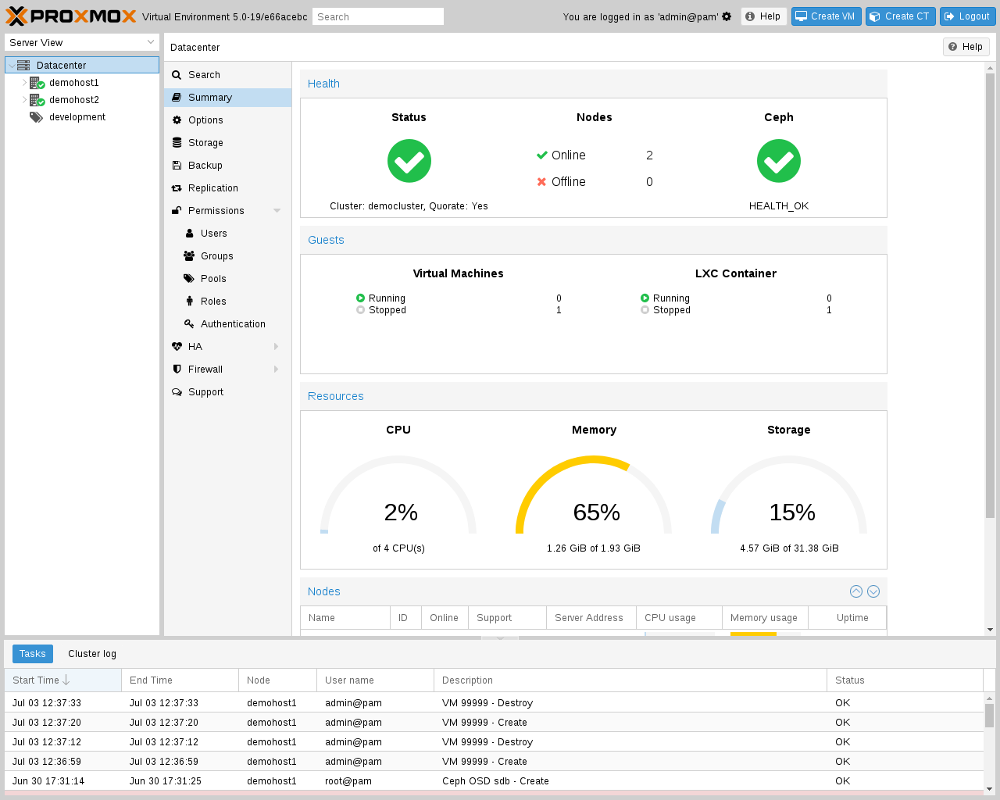 PROXMOX Virtual Environment 5.0-19/e66acebc Search You are logged in as 'admin@pam' Help Create VM Create CT Logout
Server View
Datacenter
demohost1
demohost2
development
Datacenter Help
Search
Summary
Options
Storage
Backup
Replication
Permissions
Users
Groups
Pools
Roles
Authentication
HA
Firewall
Support
Health
Status Nodes Ceph
Online 2
Offline 0
Cluster: democluster, Quorate: Yes HEALTH_OK
Guests
Virtual Machines LXC Container
Running 0 Running 0
Stopped 1 Stopped 1
Resources
CPU Memory Storage
2% 65% 15%
of 4 CPU(s) 1.26 GiB of 1.93 GiB 4.57 GiB of 31.38 GiB
Nodes
Name ID Online Support Server Address CPU usage Memory usage Uptime
Tasks Cluster log
Start Time End Time Node User name Description Status
Jul 03 12:37:33 Jul 03 12:37:33 demohost1 admin@pam VM 99999 - Destroy OK
Jul 03 12:37:20 Jul 03 12:37:20 demohost1 admin@pam VM 99999 - Create OK
Jul 03 12:37:12 Jul 03 12:37:12 demohost1 admin@pam VM 99999 - Destroy OK
Jul 03 12:36:59 Jul 03 12:36:59 demohost1 admin@pam VM 99999 - Create OK
Jun 30 17:31:14 Jun 30 17:31:25 demohost1 root@pam Ceph OSD sdb - Create OK